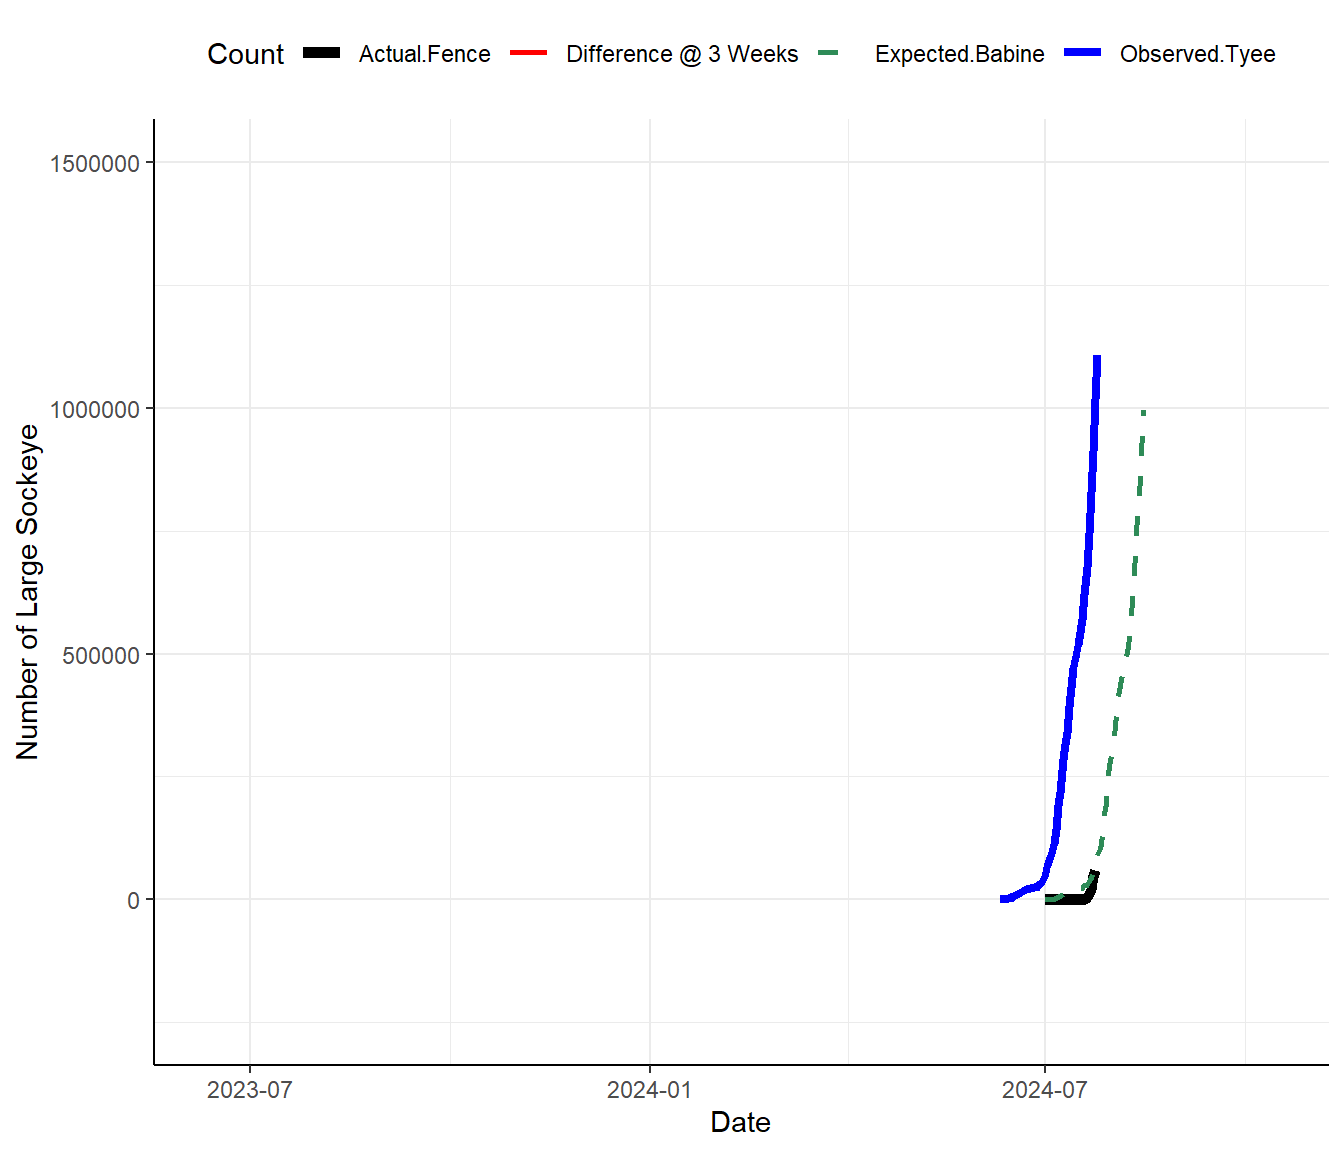 Count Actual.Fence Difference @ 3 Weeks Expected.Babine Observed.Tyee
1500000
1000000
500000
0
Number of Large Sockeye
2023-07 2024-01 2024-07
Date